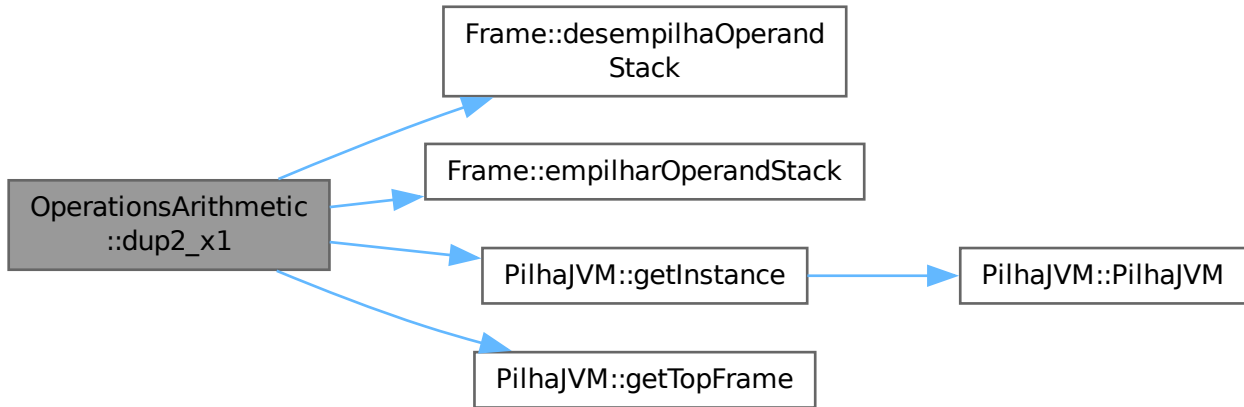 Frame::desempilhaOperand
Stack
Frame::empilharOperandStack
OperationsArithmetic
::dup2_x1
PilhaJVM::getInstance
PilhaJVM::PilhaJVM
PilhaJVM::getTopFrame